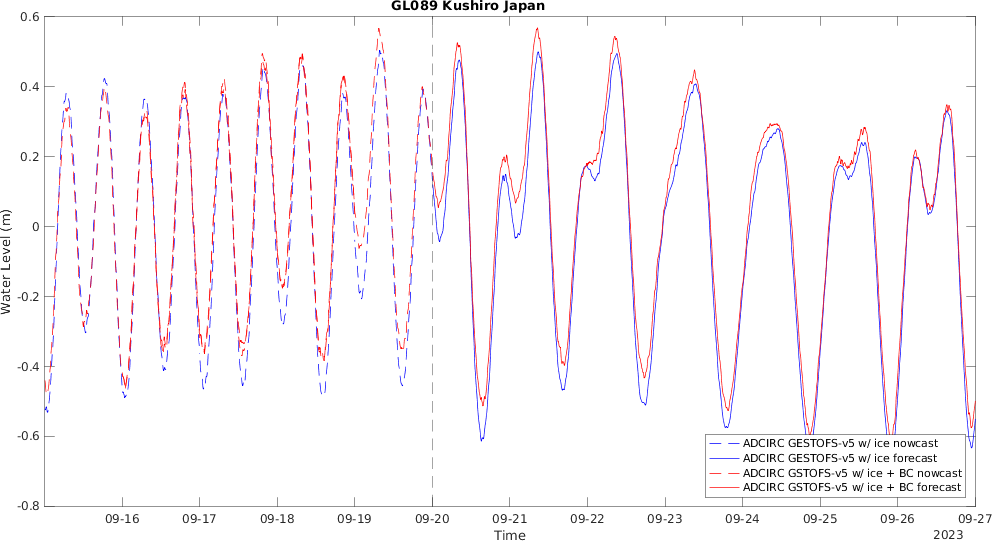 GL089 Kushiro Japan
0.6
0.4
0.2
0
-0.2
-0.4
-0.6
-0.8
Water Level (m)
ADCIRC GESTOFS-v5 w/ ice nowcast
ADCIRC GESTOFS-v5 w/ ice forecast
ADCIRC GSTOFS-v5 w/ ice + BC nowcast
ADCIRC GSTOFS-v5 w/ ice + BC forecast
09-16 09-17 09-18 09-19 09-20 09-21 09-22 09-23 09-24 09-25 09-26 09-27
Time
2023